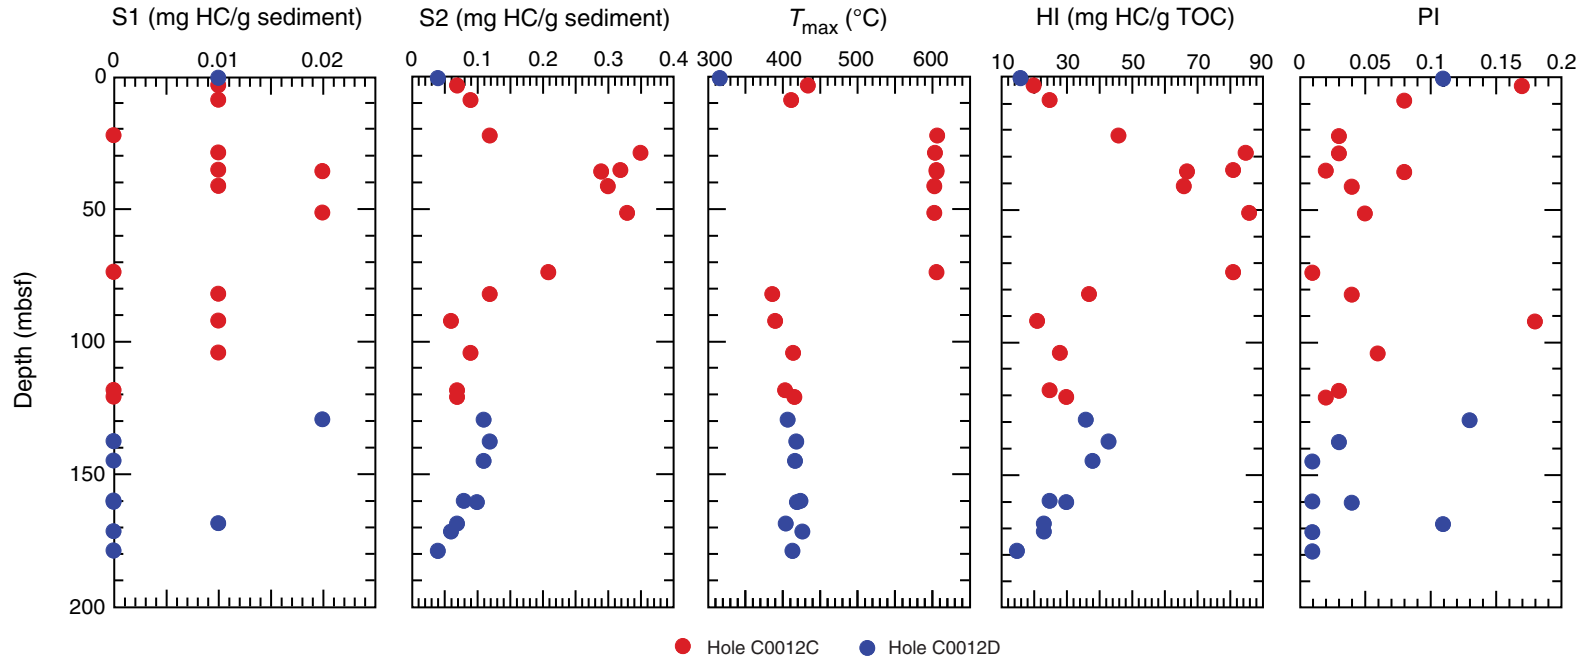 S1 (mg HC/g sediment) S2 (mg HC/g sediment) Tmax (°C) HI (mg HC/g TOC) PI
0 0.01 0.02 0 0.1 0.2 0.3 0.4 300 400 500 600 10 30 50 70 90 0 0.05 0.1 0.15 0.2
0
50
100
150
200
Depth (mbsf)
Hole C0012C Hole C0012D